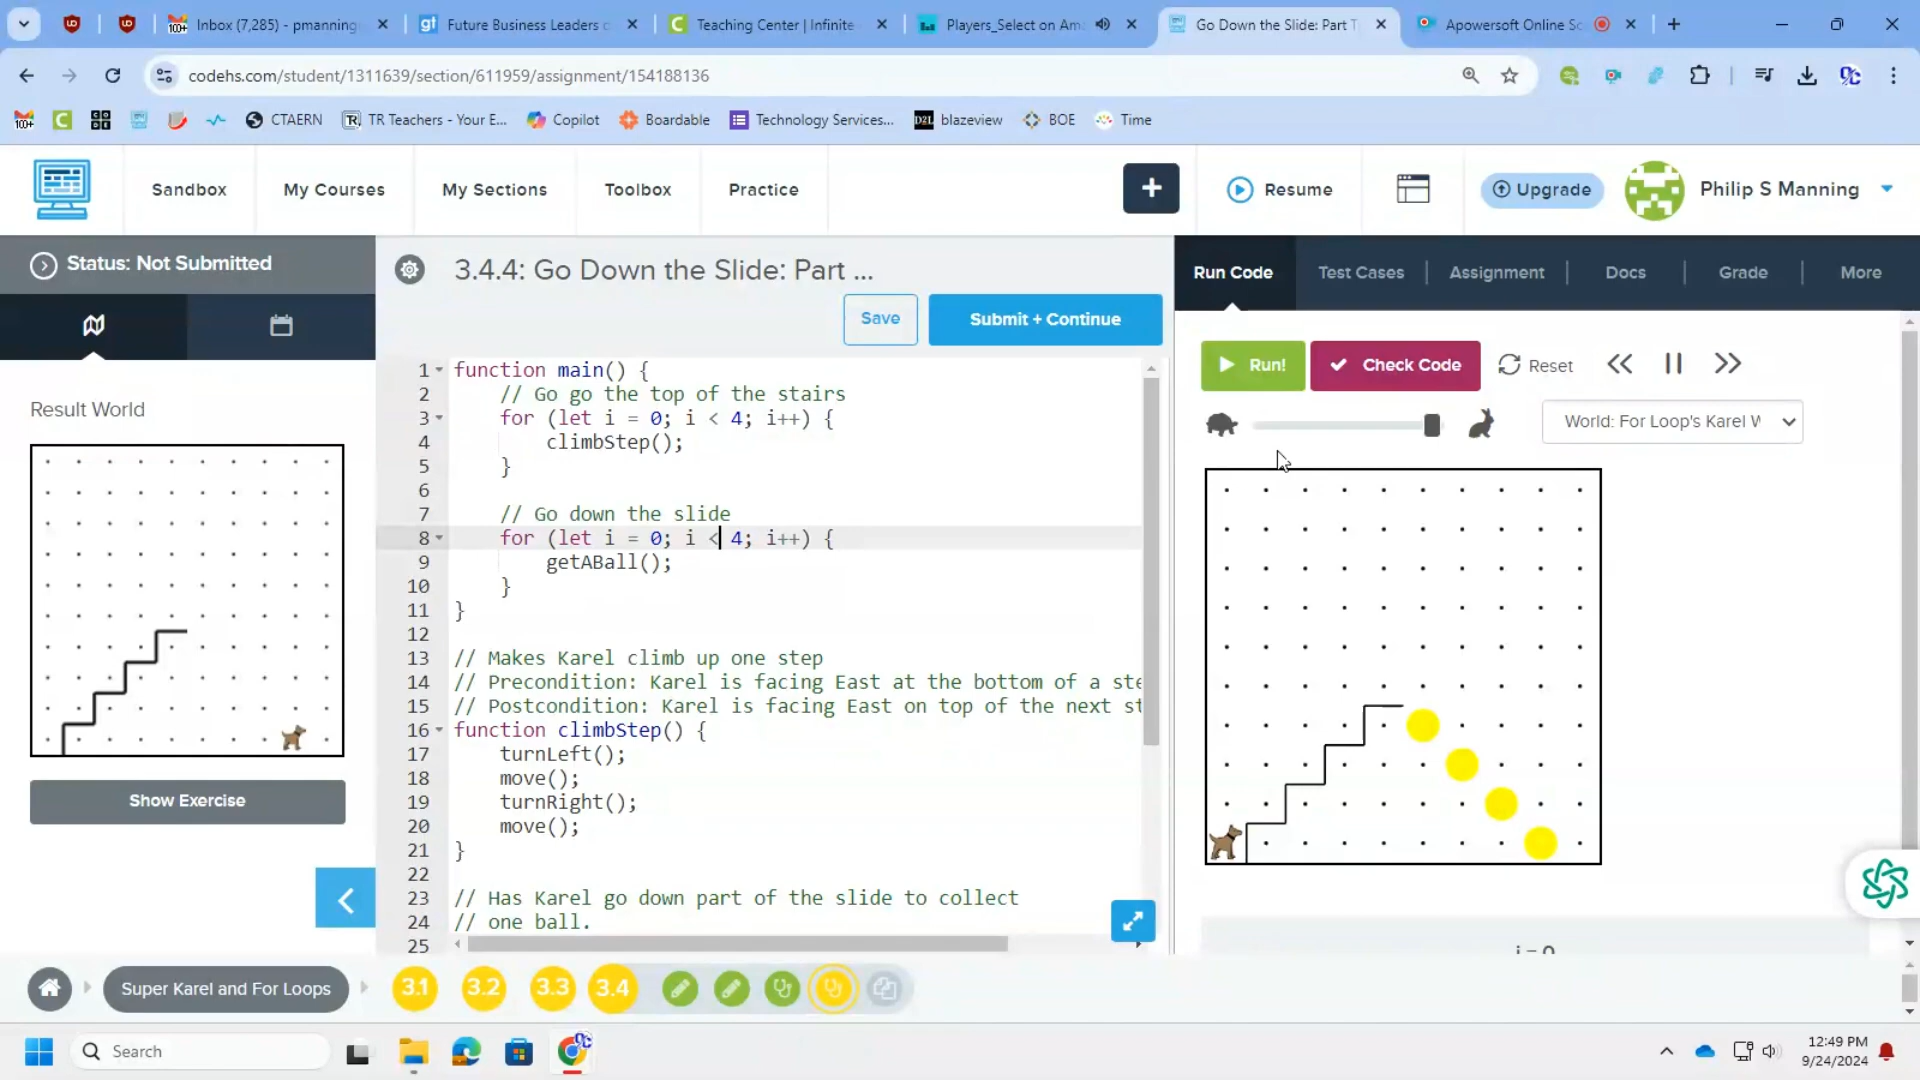 Inbox (7,285) - pmanning
Future Business Leaders o
Teaching Center | Infinite
Players_Select on Am
Go Down the Slide: Part T
Apowersoft Online Sc
codehs.com/student/1311639/section/611959/assignment/154188136
CTAERN
TR Teachers - Your E...
Copilot
Boardable
Technology Services...
D2L blazeview
BOE
Time
Sandbox
My Courses
My Sections
Toolbox
Practice
+
Resume
Upgrade
Philip S Manning
Status: Not Submitted
3.4.4: Go Down the Slide: Part ...
Save
Submit + Continue
Run Code
Test Cases
Assignment
Docs
Grade
More
Result World
Show Exercise
1 function main() {
2 // Go go the top of the stairs
3 for (let i = 0; i < 4; i++) {
4 climbStep();
5 }
6
7 // Go down the slide
8 for (let i = 0; i < 4; i++) {
9 getABall();
10 }
11 }
12
13 // Makes Karel climb up one step
14 // Precondition: Karel is facing East at the bottom of a ste
15 // Postcondition: Karel is facing East on top of the next st
16 function climbStep() {
17 turnLeft();
18 move();
19 turnRight();
20 move();
21 }
22
23 // Has Karel go down part of the slide to collect
24 // one ball.
25
Run!
Check Code
Reset
World: For Loop's Karel W
i = 0
Super Karel and For Loops
3.1
3.2
3.3
3.4
Search
12:49 PM
9/24/2024